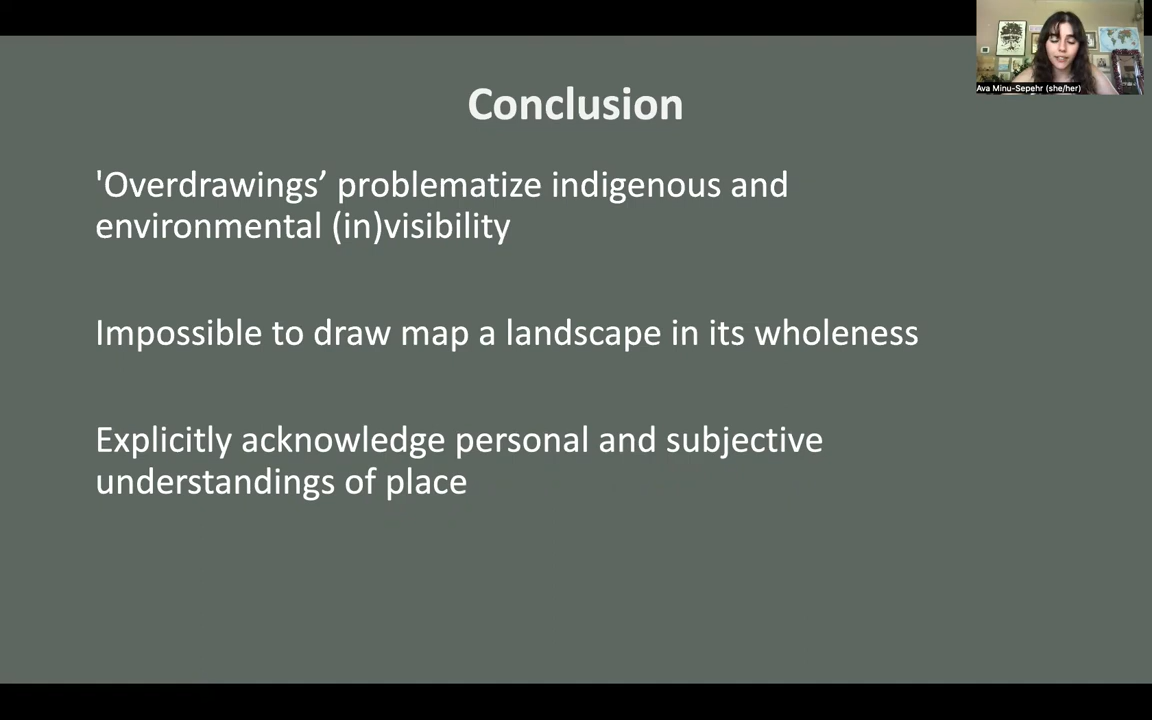 Conclusion
'Overdrawings’ problematize indigenous and
environmental (in)visibility
Impossible to draw map a landscape in its wholeness
Explicitly acknowledge personal and subjective
understandings of place
Ava Minu-Sepehr (she/her)